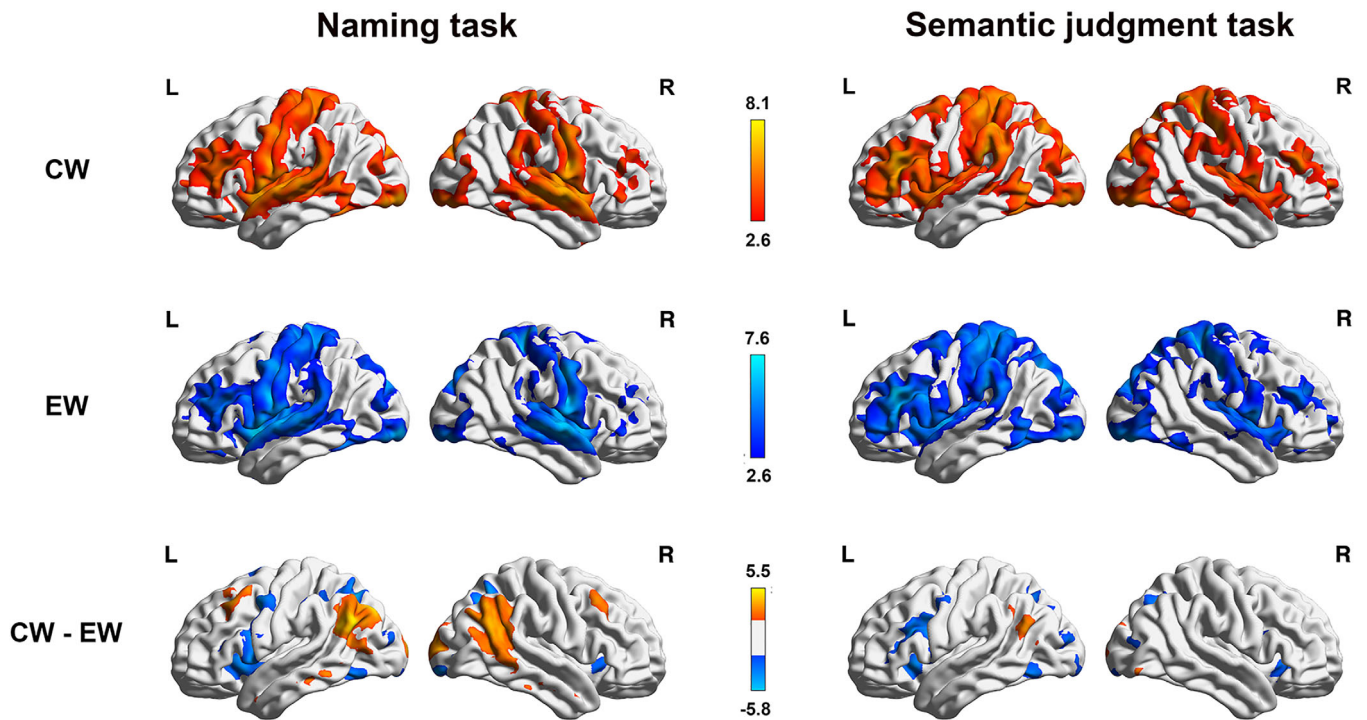 Naming task
Semantic judgment task
L
R
L
R
CW
8.1
2.6
L
R
L
R
EW
7.6
2.6
L
R
L
R
CW - EW
5.5
-5.8